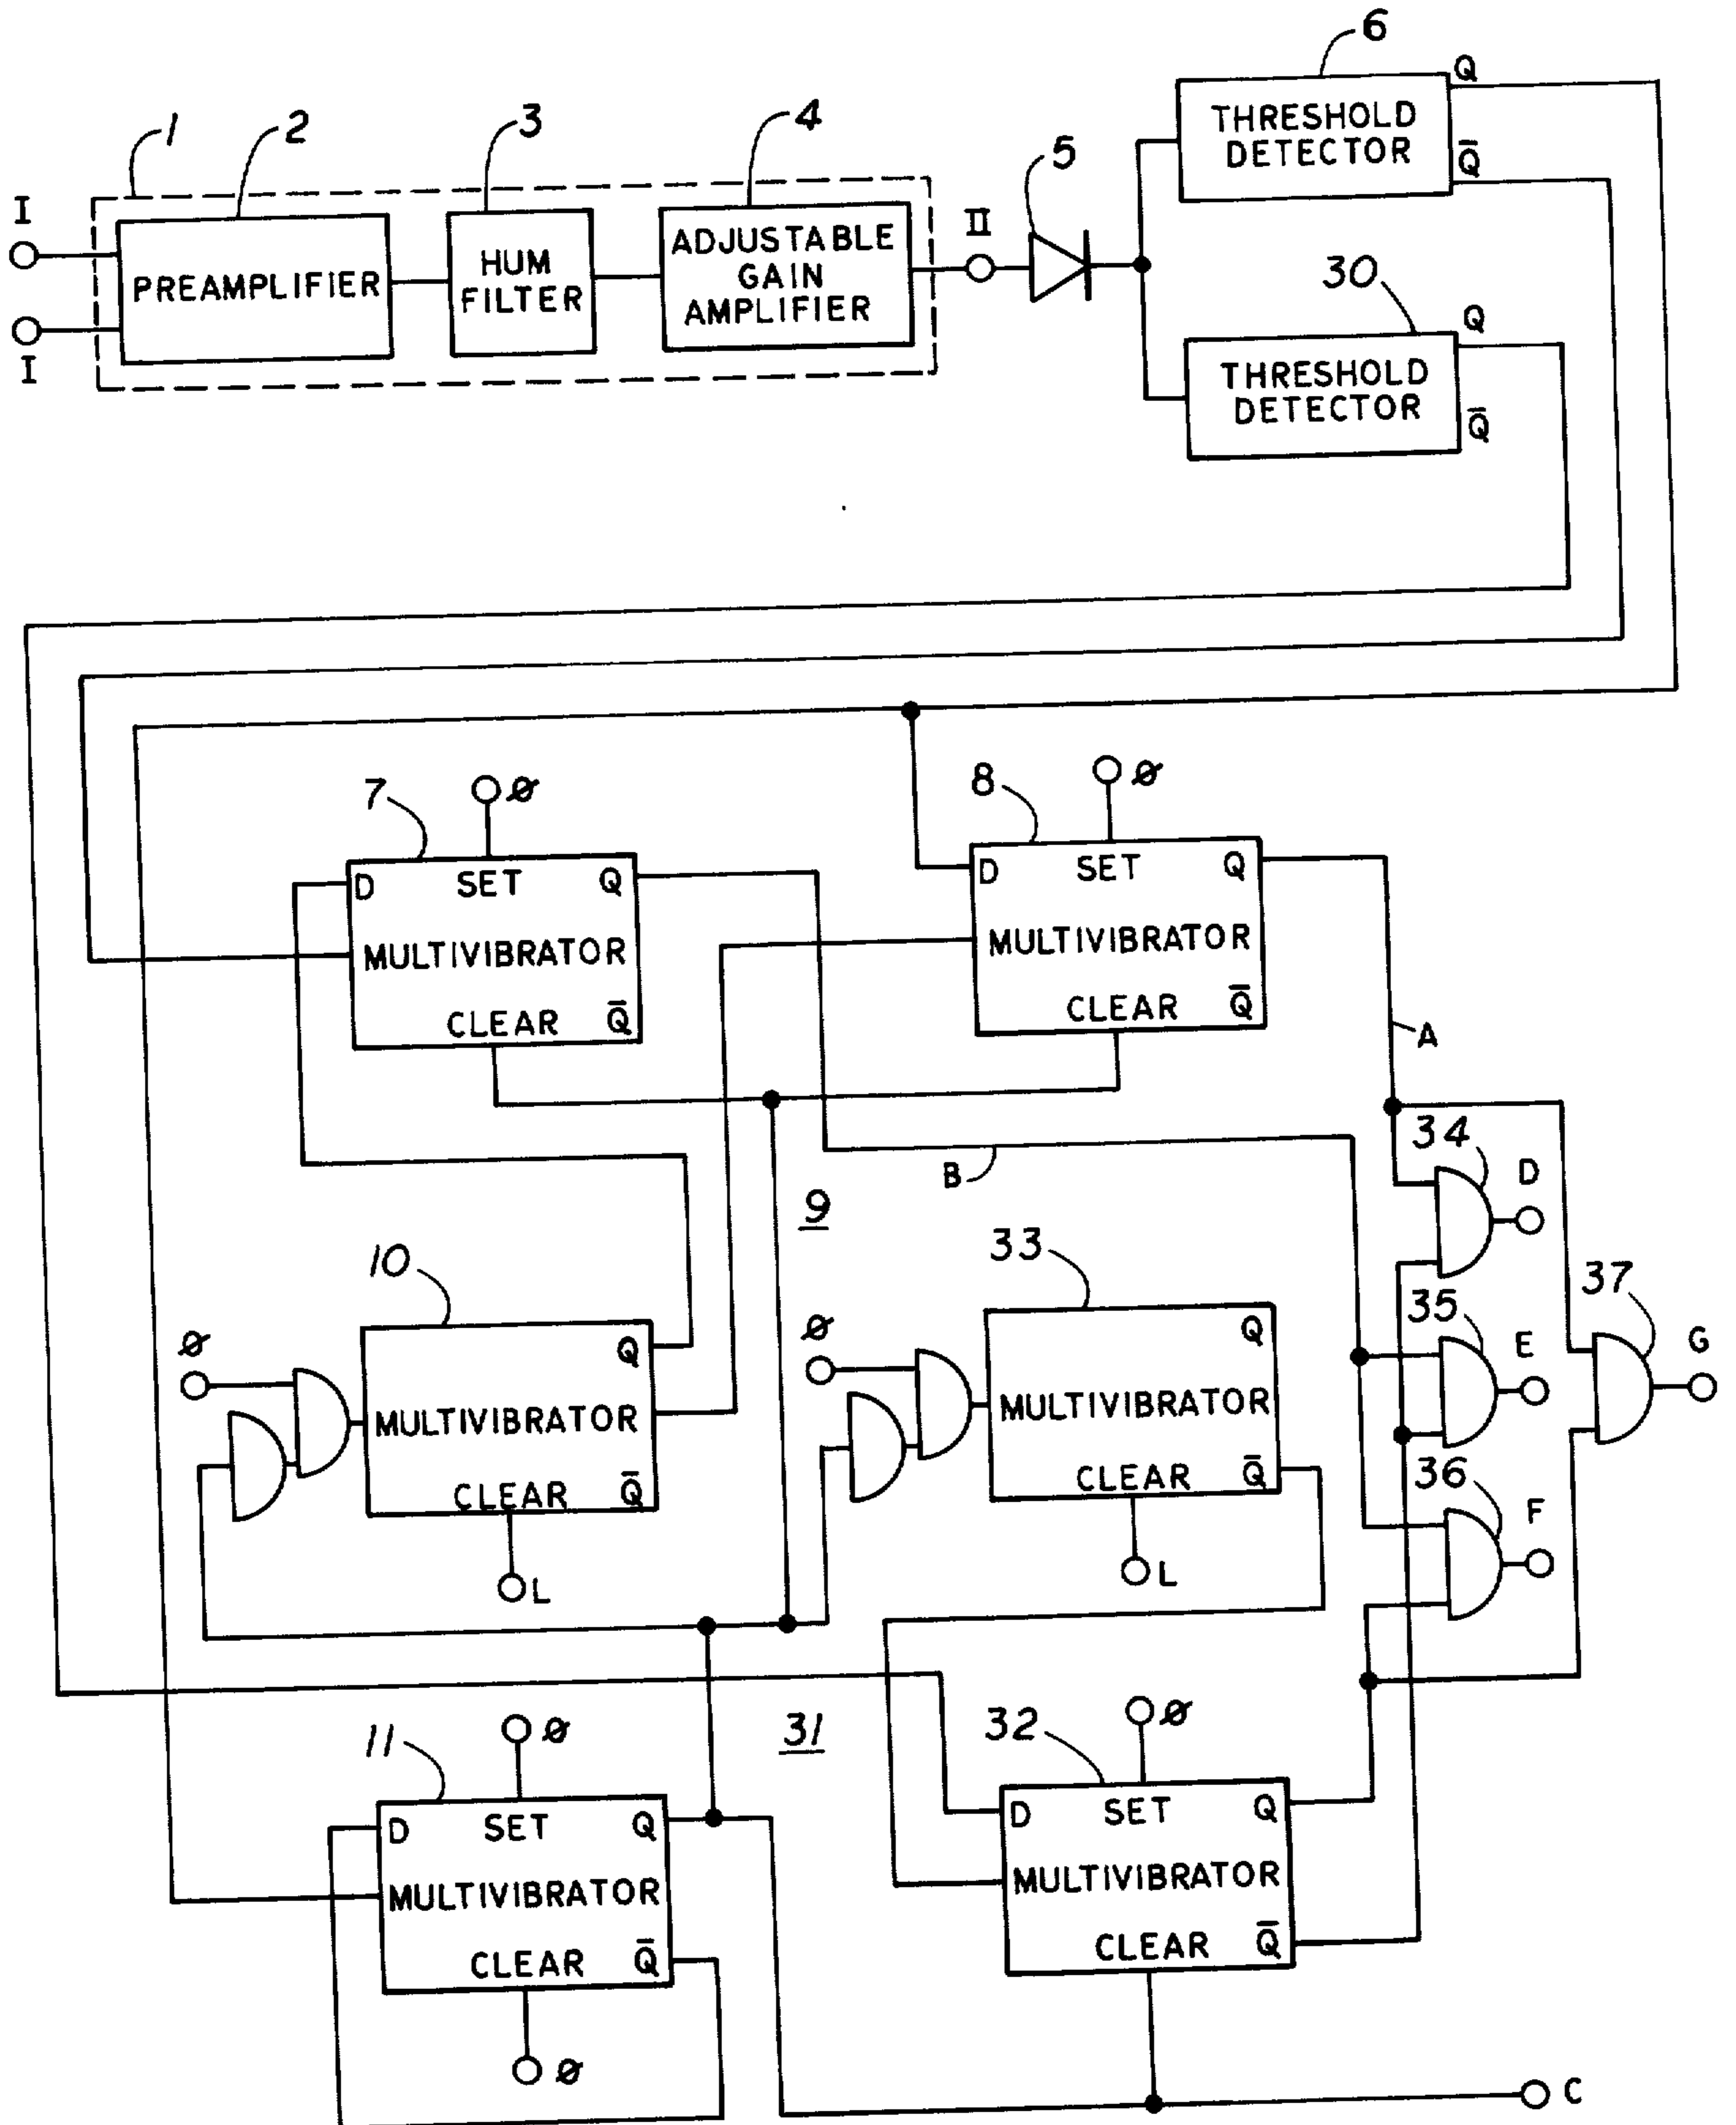 6
1
2
3
4
5
Q
THRESHOLD
DETECTOR
Q̄
I
I
PREAMPLIFIER
HUM
FILTER
ADJUSTABLE
GAIN
AMPLIFIER
II
30
Q
THRESHOLD
DETECTOR
Q̄
7
ø
8
ø
D SET Q
MULTIVIBRATOR
CLEAR Q̄
D SET Q
MULTIVIBRATOR
CLEAR Q̄
A
B
9
34
D
10
33
35
E
37
G
ø
Q
MULTIVIBRATOR
CLEAR Q̄
L
ø
Q
MULTIVIBRATOR
CLEAR Q̄
L
36
F
11
ø
31
32
ø
D SET Q
MULTIVIBRATOR
CLEAR Q̄
ø
D SET Q
MULTIVIBRATOR
CLEAR Q̄
C